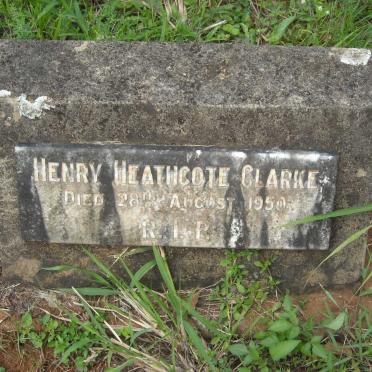 HENRY HEATHCOTE CLARKE
DIED 28TH AUGUST 1950
R.I.P.